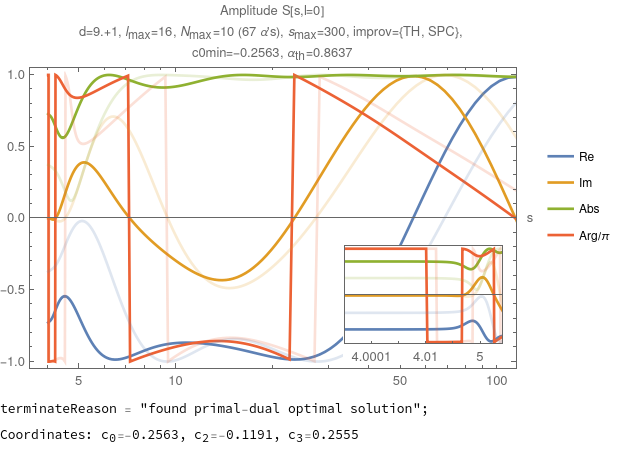 Amplitude S[s,l=0]
d=9.+1, lmax=16, Nmax=10 (67 α's), smax=300, improv={TH, SPC},
c0min=-0.2563, αth=0.8637
1.0
0.5
0.0
-0.5
-1.0
5
10
50
100
s
Re
Im
Abs
Arg/π
4.0001
4.01
5
terminateReason = "found primal-dual optimal solution";
Coordinates: c0=-0.2563, c2=-0.1191, c3=0.2555